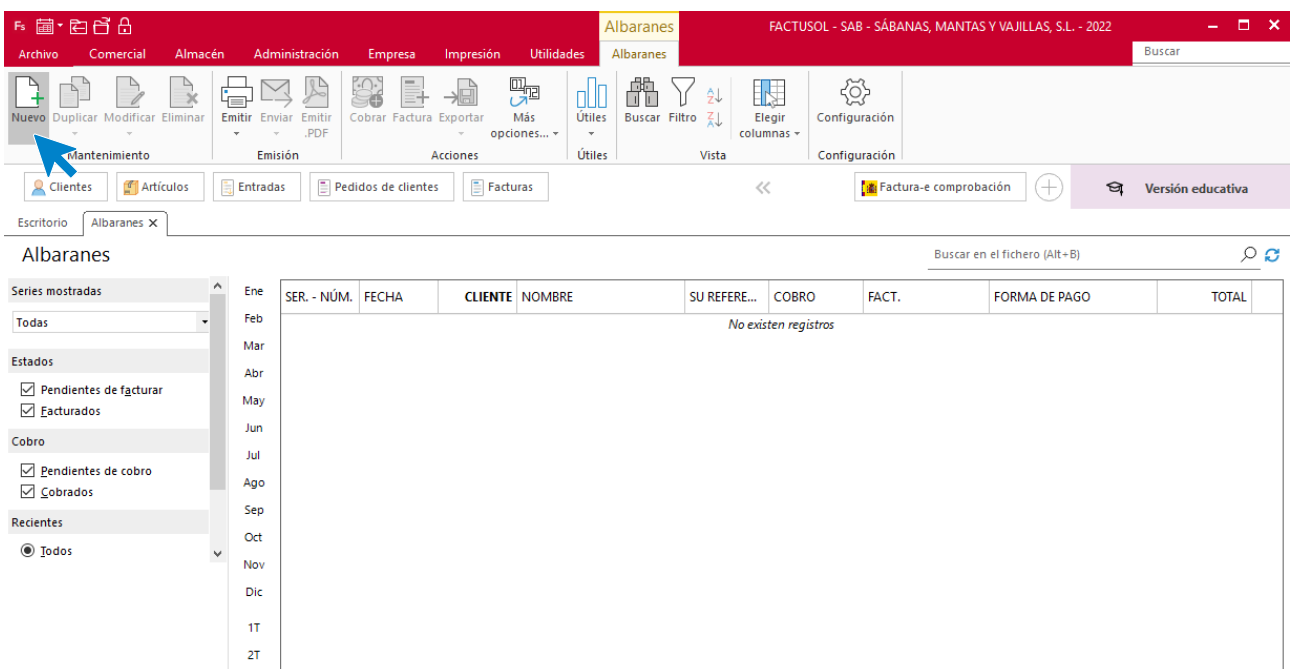 Fs
Albaranes
FACTUSOL - SAB - SÁBANAS, MANTAS Y VAJILLAS, S.L. - 2022
Archivo Comercial Almacén Administración Empresa Impresión Utilidades Albaranes
Buscar
Nuevo Duplicar Modificar Eliminar Emitir Enviar Emitir .PDF Cobrar Factura Exportar Más opciones... Útiles Buscar Filtro Elegir columnas Configuración
Mantenimiento Emisión Acciones Útiles Vista Configuración
Clientes Artículos Entradas Pedidos de clientes Facturas Factura-e comprobación Versión educativa
Escritorio Albaranes
Albaranes
Buscar en el fichero (Alt+B)
Series mostradas
Todas
Estados
Pendientes de facturar
Facturados
Cobro
Pendientes de cobro
Cobrados
Recientes
Todos
Ene
Feb
Mar
Abr
May
Jun
Jul
Ago
Sep
Oct
Nov
Dic
1T
2T
SER. - NÚM. FECHA CLIENTE NOMBRE SU REFERE... COBRO FACT. FORMA DE PAGO TOTAL
No existen registros